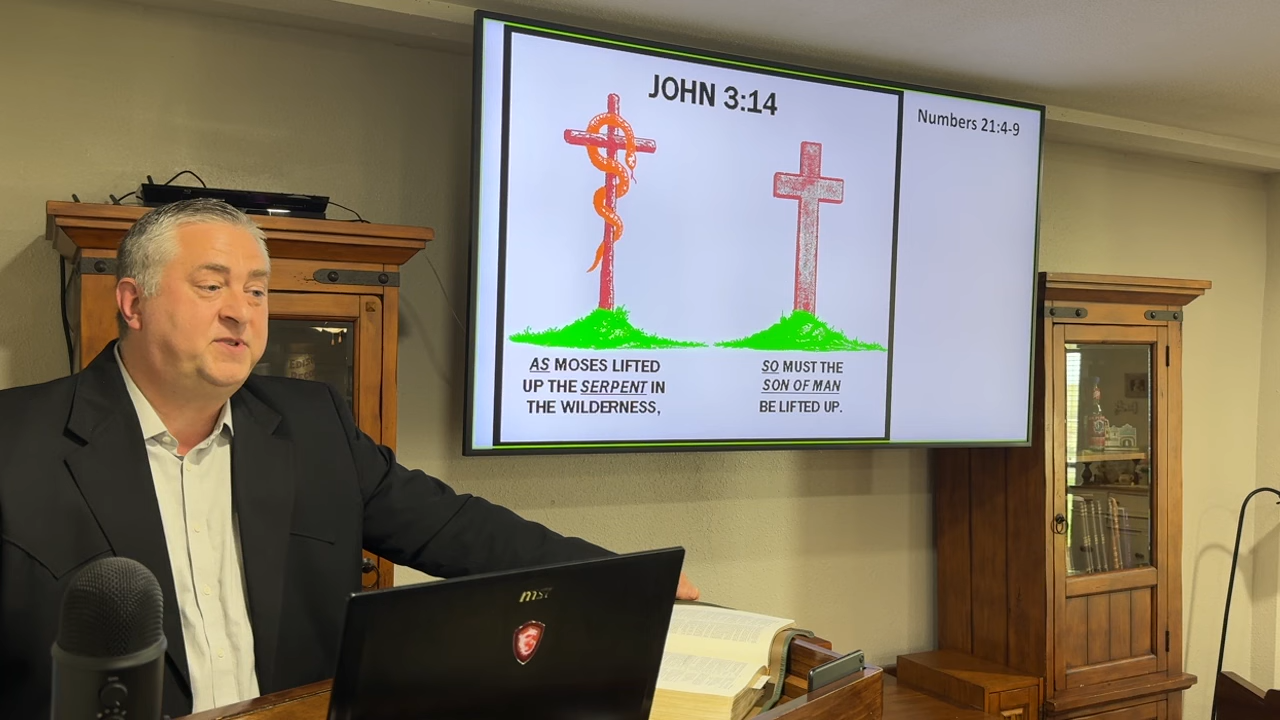 JOHN 3:14
Numbers 21:4-9
AS MOSES LIFTED
UP THE SERPENT IN
THE WILDERNESS,
SO MUST THE
SON OF MAN
BE LIFTED UP.
msi